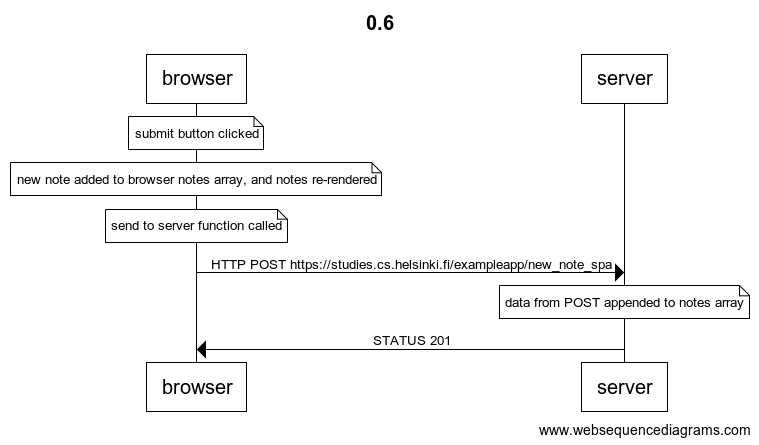 0.6
browser
server
submit button clicked
new note added to browser notes array, and notes re-rendered
send to server function called
HTTP POST https://studies.cs.helsinki.fi/exampleapp/new_note_spa
data from POST appended to notes array
STATUS 201
browser
server
www.websequencediagrams.com